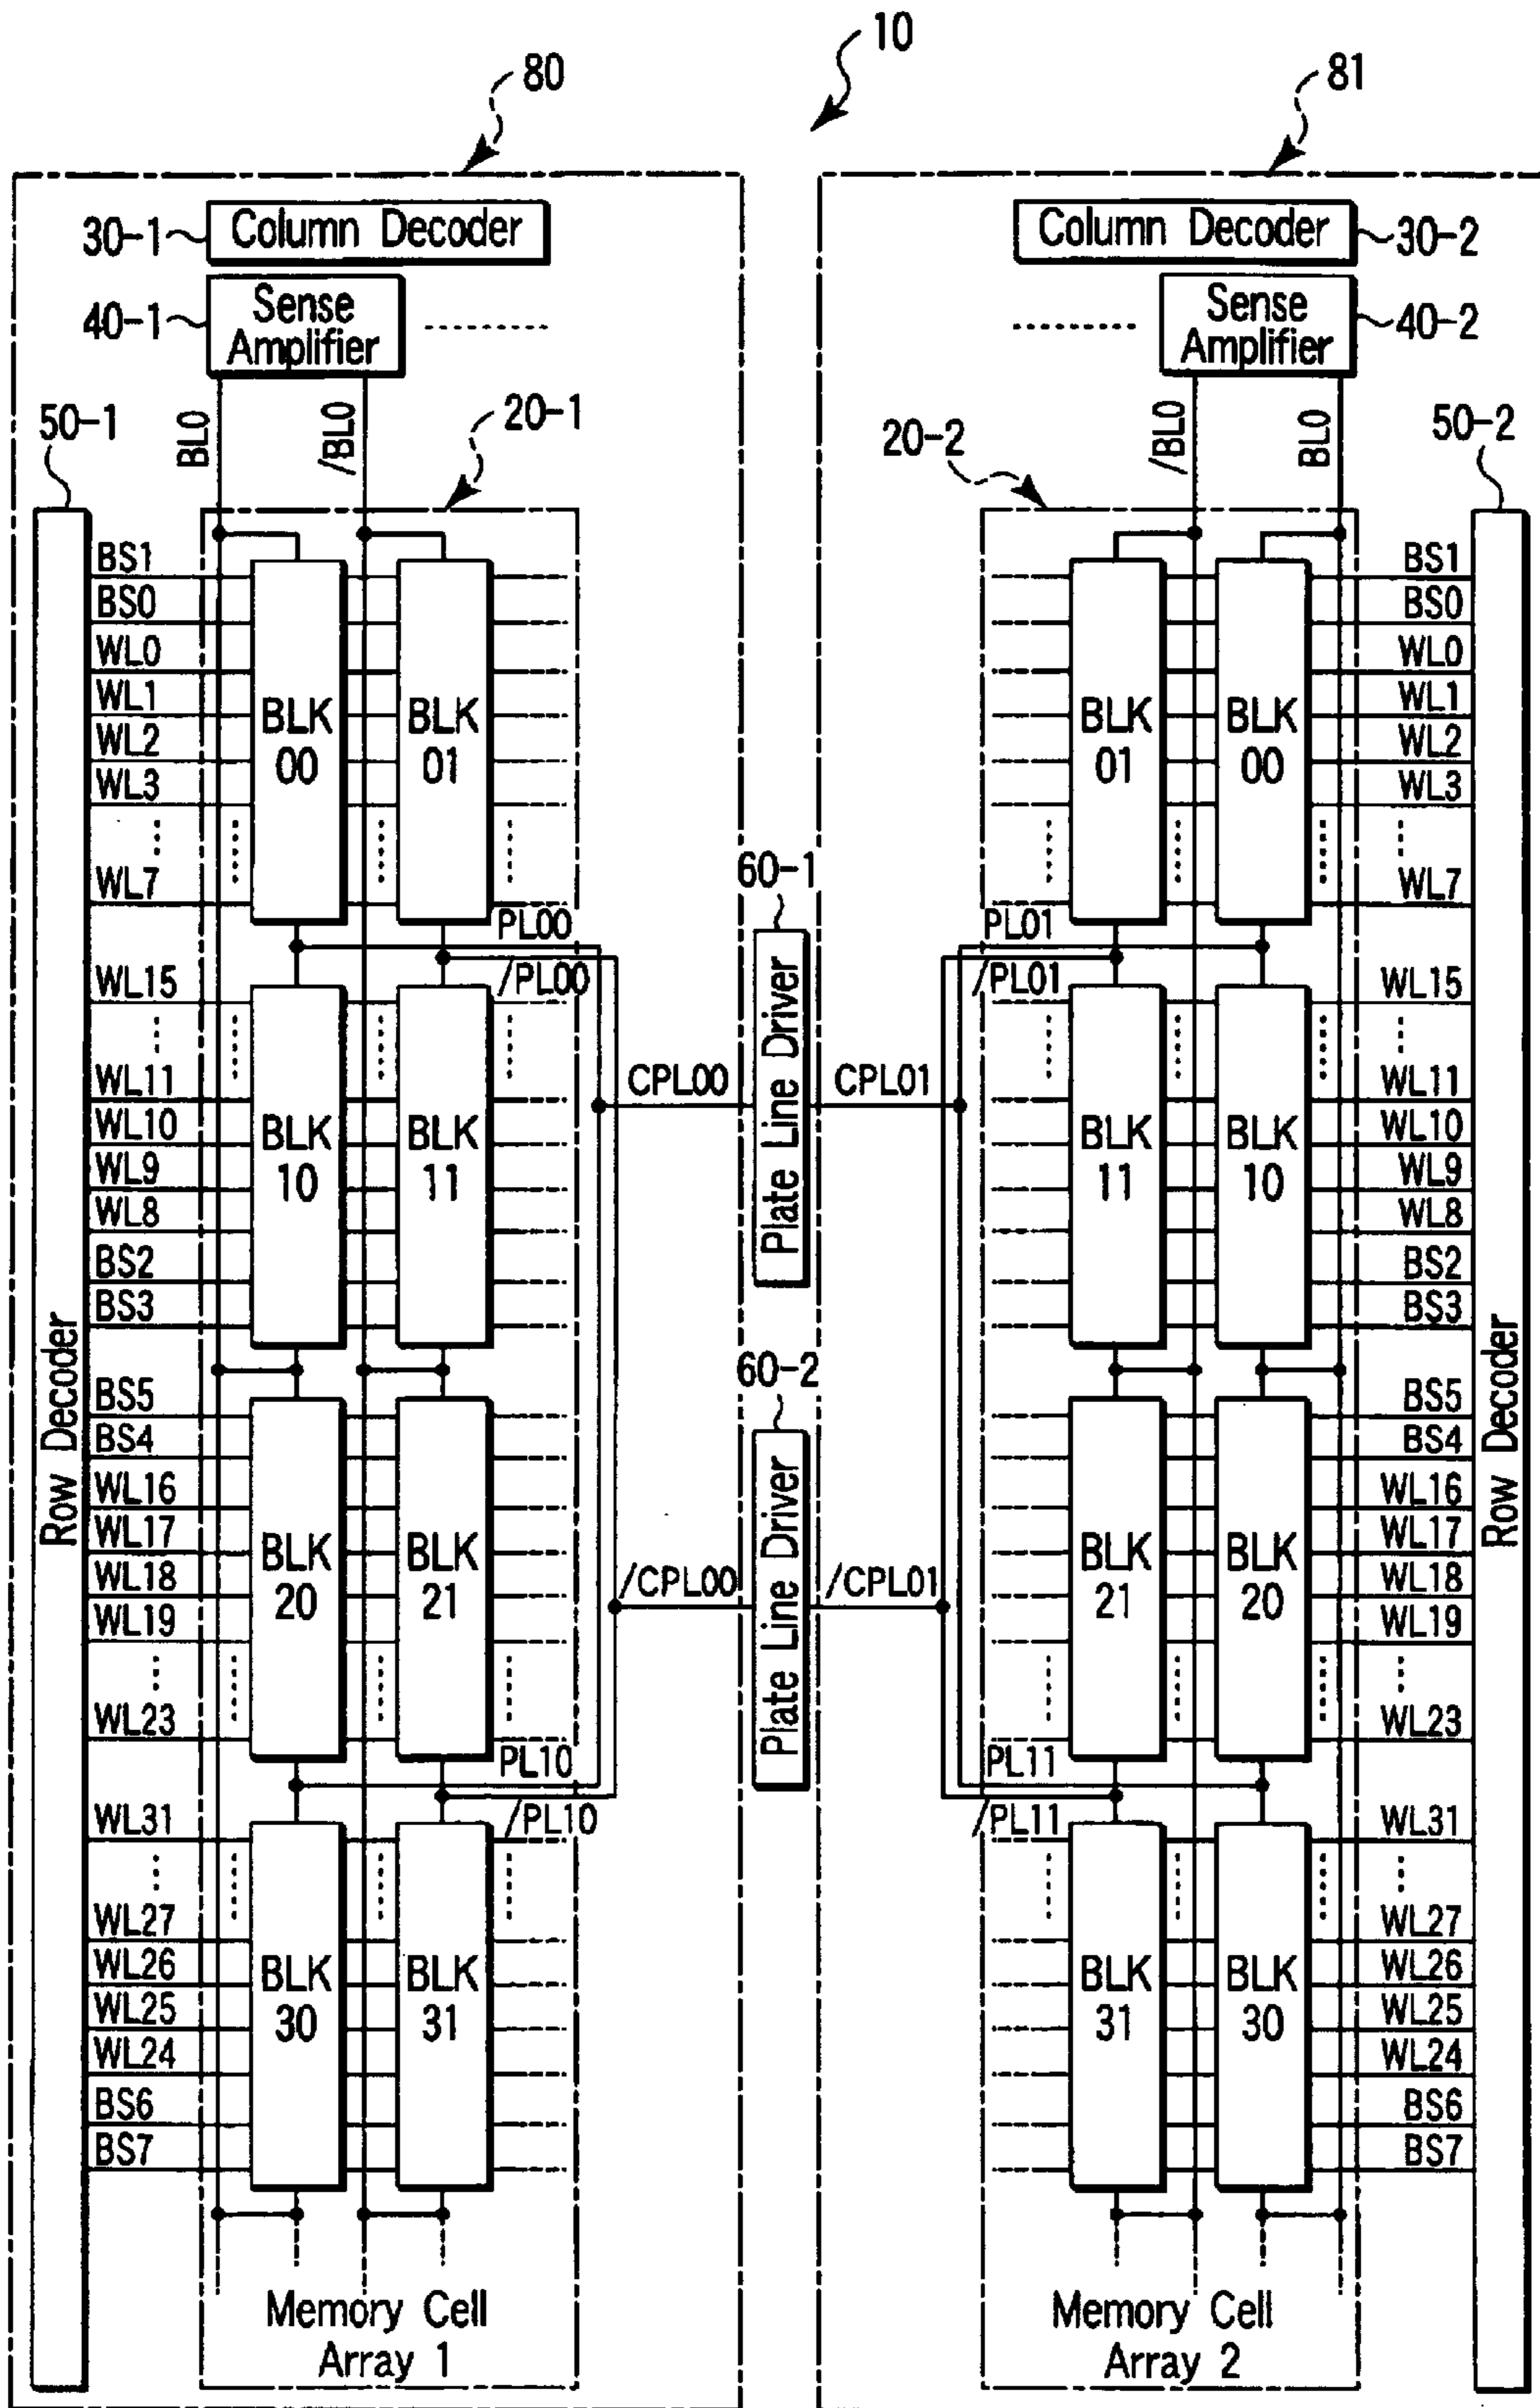 10
80
81
30-1
Column Decoder
Column Decoder
30-2
40-1
Sense
Amplifier
Sense
Amplifier
40-2
50-1
BL0
/BL0
20-1
20-2
/BL0
BL0
50-2
BS1
BS0
WL0
WL1
WL2
WL3
WL7
BLK
00
BLK
01
BLK
01
BLK
00
BS1
BS0
WL0
WL1
WL2
WL3
WL7
PL00
/PL00
60-1
PL01
/PL01
WL15
WL11
WL10
WL9
WL8
BS2
BS3
BLK
10
BLK
11
CPL00
Plate Line Driver
CPL01
BLK
11
BLK
10
WL15
WL11
WL10
WL9
WL8
BS2
BS3
Row Decoder
60-2
Row Decoder
BS5
BS4
WL16
WL17
WL18
WL19
WL23
BLK
20
BLK
21
/CPL00
Plate Line Driver
/CPL01
BLK
21
BLK
20
BS5
BS4
WL16
WL17
WL18
WL19
WL23
PL10
/PL10
PL11
/PL11
WL31
WL27
WL26
WL25
WL24
BS6
BS7
BLK
30
BLK
31
BLK
31
BLK
30
WL31
WL27
WL26
WL25
WL24
BS6
BS7
Memory Cell
Array 1
Memory Cell
Array 2